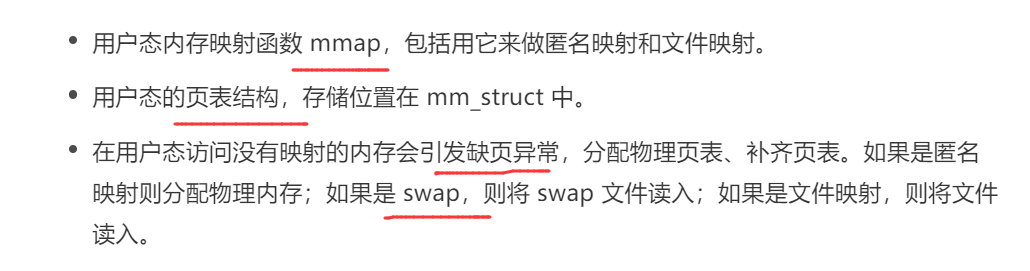 • 用户态内存映射函数 mmap，包括用它来做匿名映射和文件映射。
• 用户态的页表结构，存储位置在 mm_struct 中。
• 在用户态访问没有映射的内存会引发缺页异常，分配物理页表、补齐页表。如果是匿名
映射则分配物理内存；如果是 swap，则将 swap 文件读入；如果是文件映射，则将文件
读入。